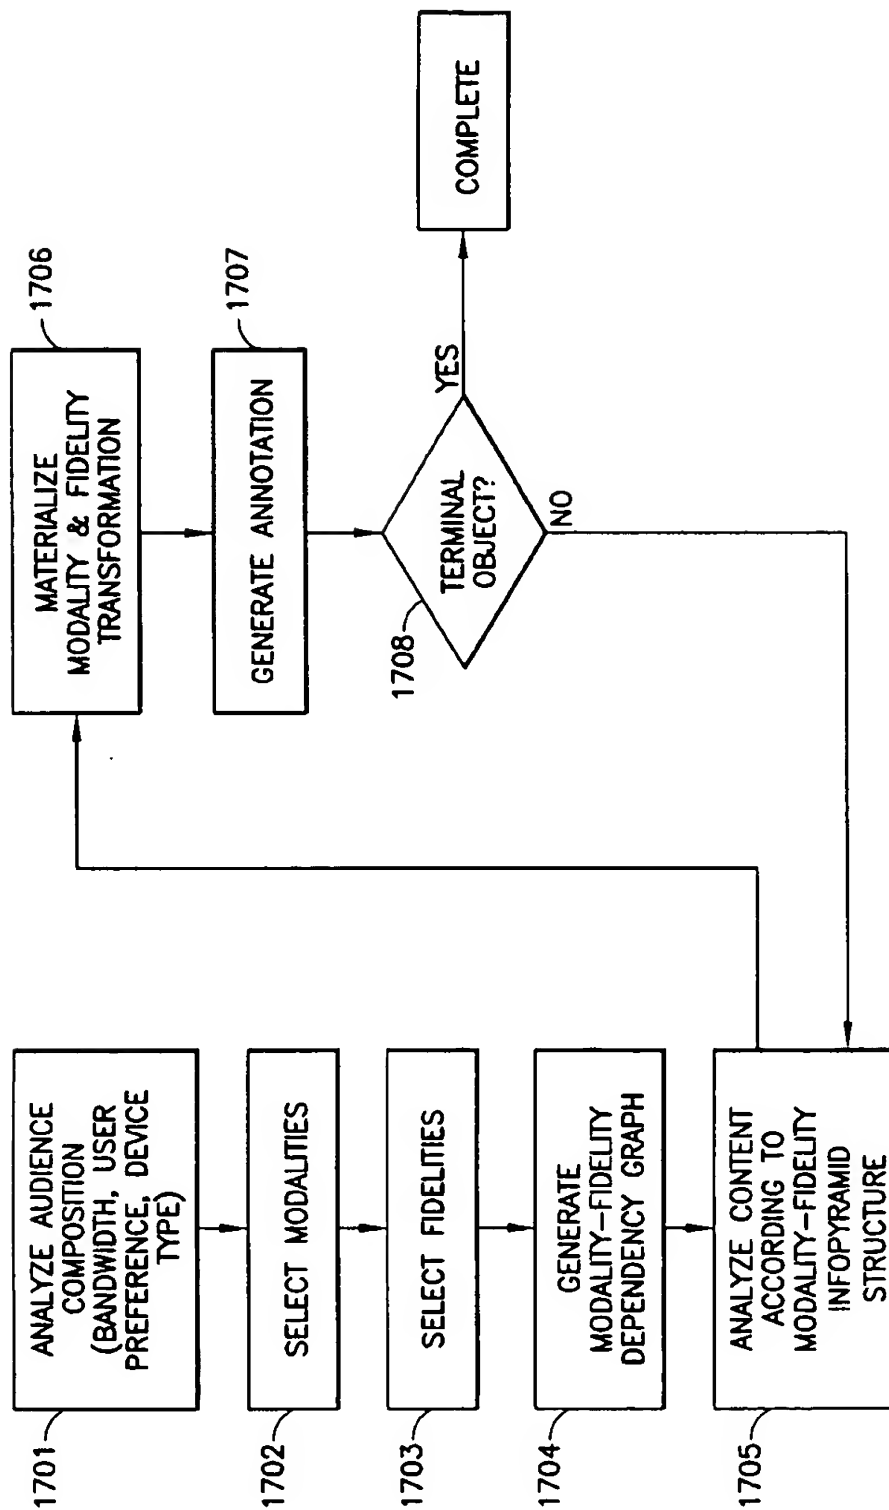 1701
ANALYZE AUDIENCE
COMPOSITION
(BANDWIDTH, USER
PREFERENCE, DEVICE
TYPE)
1702
SELECT MODALITIES
1703
SELECT FIDELITIES
1704
GENERATE
MODALITY-FIDELITY
DEPENDENCY GRAPH
1705
ANALYZE CONTENT
ACCORDING TO
MODALITY-FIDELITY
INFOPYRAMID
STRUCTURE
1706
MATERIALIZE
MODALITY & FIDELITY
TRANSFORMATION
1707
GENERATE ANNOTATION
1708
TERMINAL
OBJECT?
YES
NO
COMPLETE